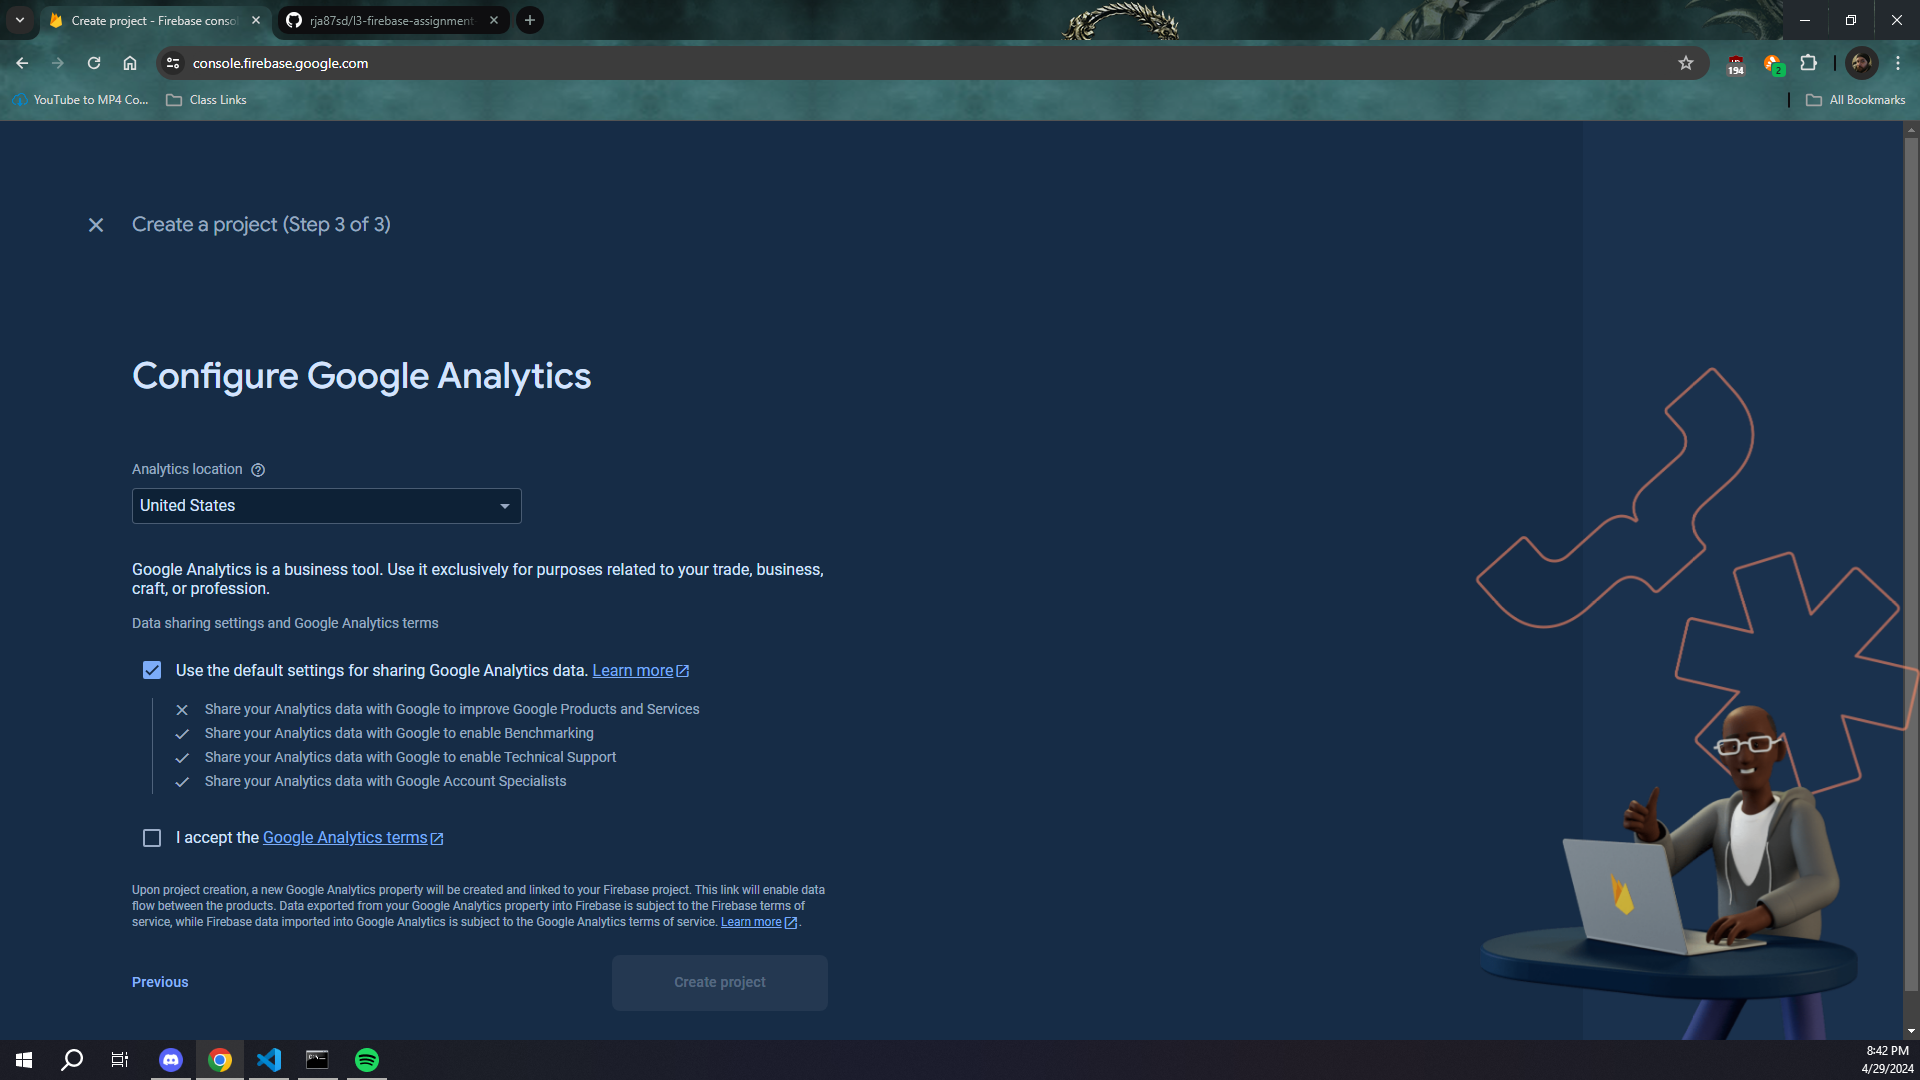 Create project - Firebase conso
rja87sd/l3-firebase-assignment
console.firebase.google.com
194
2
YouTube to MP4 Co...
Class Links
All Bookmarks
Create a project (Step 3 of 3)
Configure Google Analytics
Analytics location
United States
Google Analytics is a business tool. Use it exclusively for purposes related to your trade, business,
craft, or profession.
Data sharing settings and Google Analytics terms
Use the default settings for sharing Google Analytics data. Learn more
Share your Analytics data with Google to improve Google Products and Services
Share your Analytics data with Google to enable Benchmarking
Share your Analytics data with Google to enable Technical Support
Share your Analytics data with Google Account Specialists
I accept the Google Analytics terms
Upon project creation, a new Google Analytics property will be created and linked to your Firebase project. This link will enable data
flow between the products. Data exported from your Google Analytics property into Firebase is subject to the Firebase terms of
service, while Firebase data imported into Google Analytics is subject to the Google Analytics terms of service. Learn more.
Previous
Create project
8:42 PM
4/29/2024